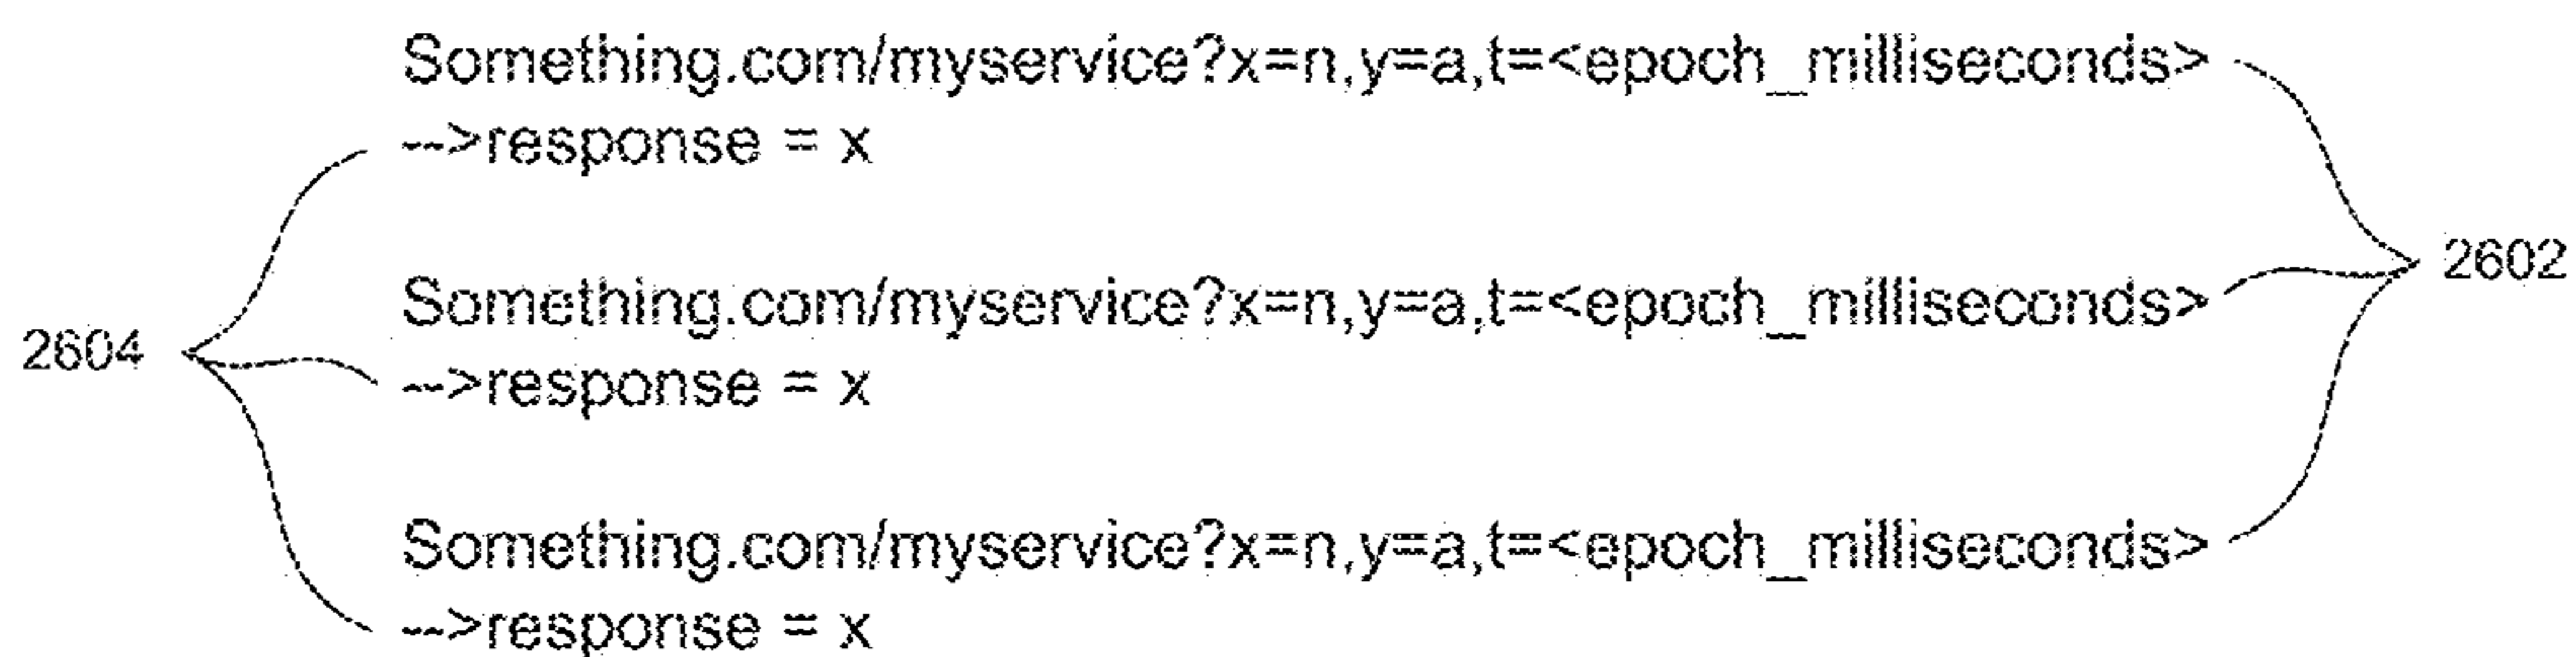 Something.com/myservice?x=n,y=a,t=<epoch_milliseconds>
-->response = x
2602
Something.com/myservice?x=n,y=a,t=<epoch_milliseconds>
2604
-->response = x
Something.com/myservice?x=n,y=a,t=<epoch_milliseconds>
-->response = x